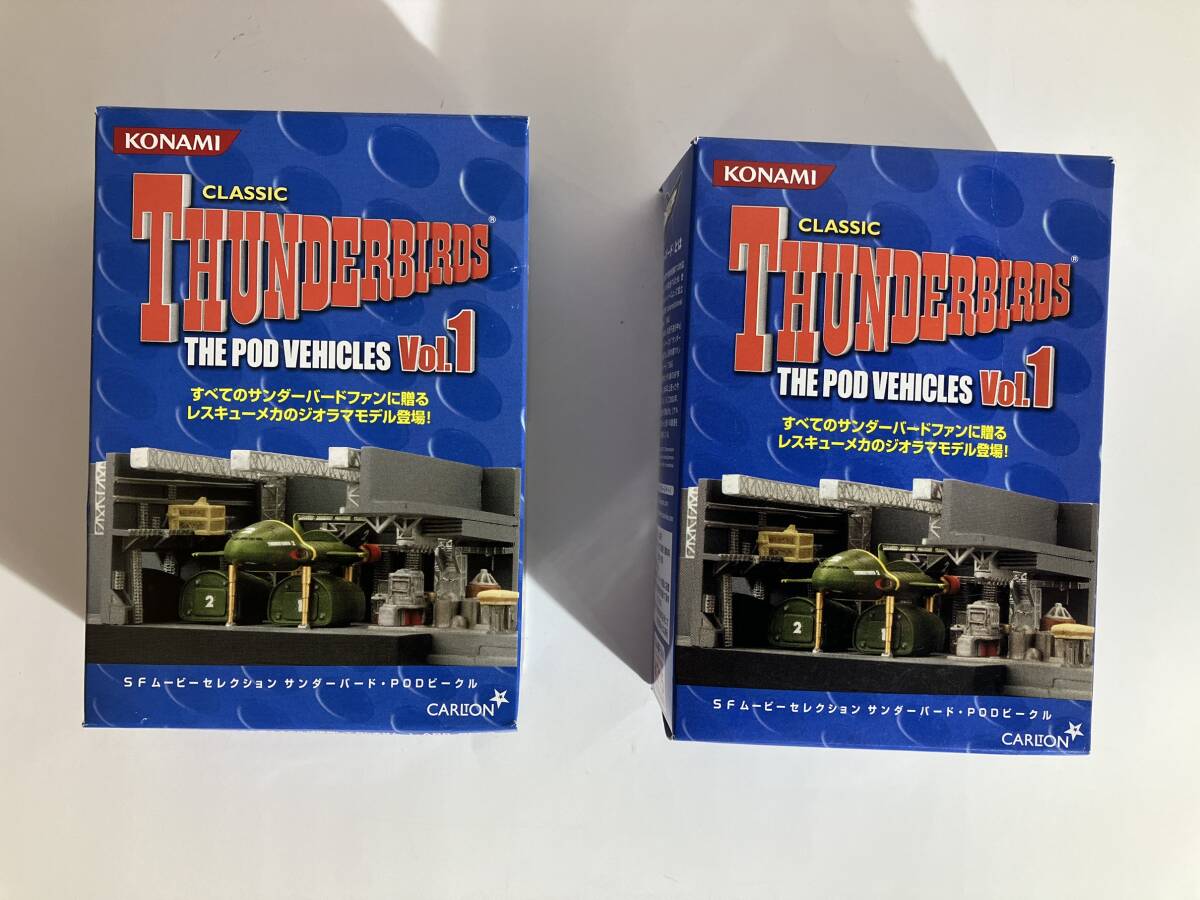 KONAMI
CLASSIC
THUNDERBIRDS®
THE POD VEHICLES Vol.1
すべてのサンダーバードファンに贈る
レスキューメカのジオラマモデル登場!
2
1
SFムービーセレクション サンダーバード・PODビークル
CARLTON
KONAMI
CLASSIC
THUNDERBIRDS®
THE POD VEHICLES Vol.1
すべてのサンダーバードファンに贈る
レスキューメカのジオラマモデル登場!
2
1
SFムービーセレクション サンダーバード・PODビークル
CARLTON